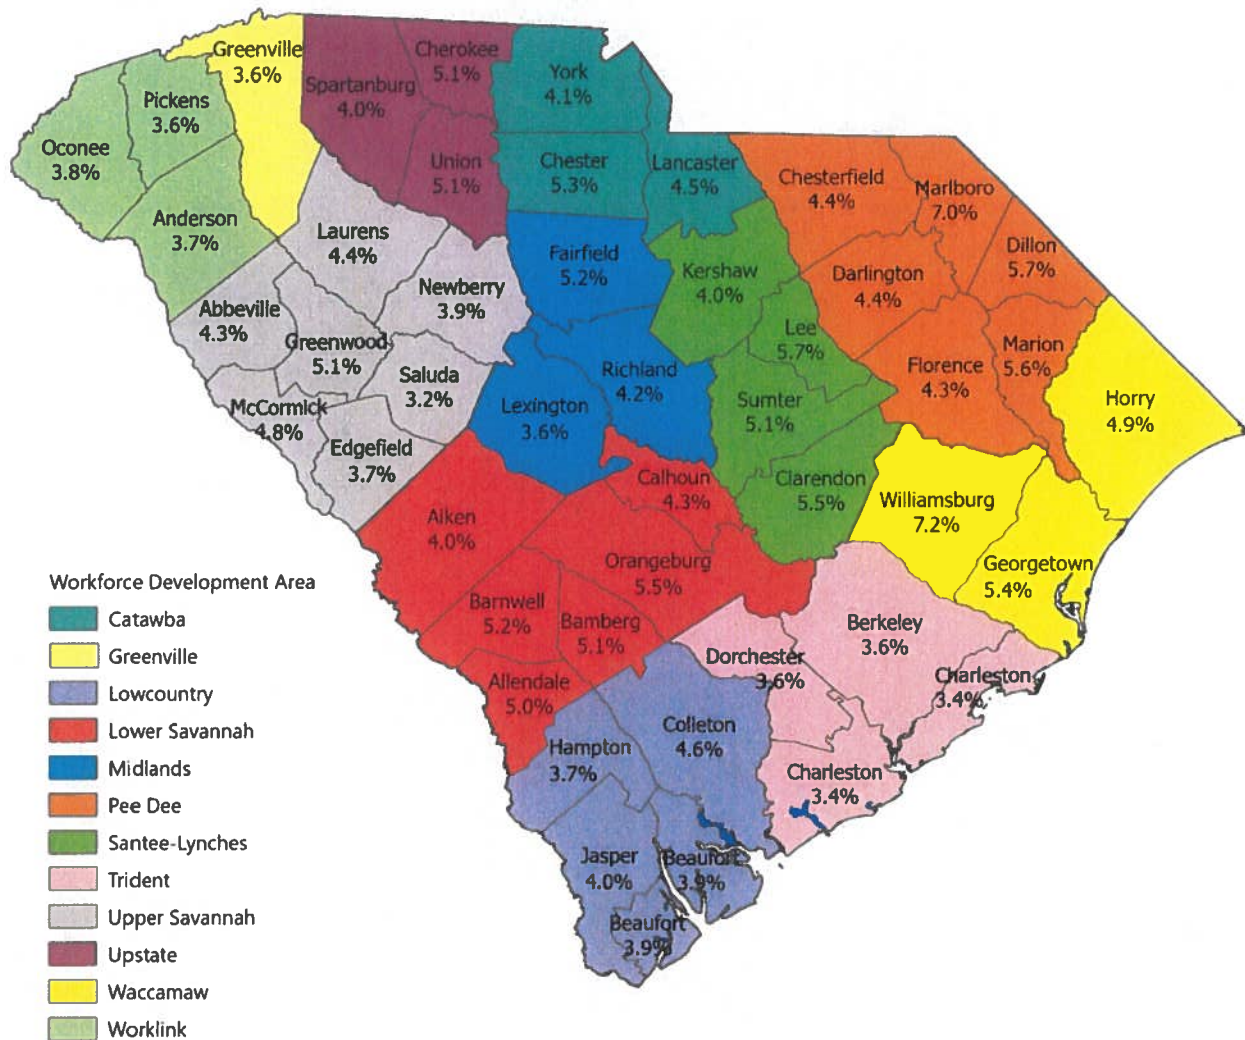 Greenville
3.6%
Cherokee
5.1%
Spartanburg
4.0%
York
4.1%
Pickens
3.6%
Oconee
3.8%
Union
5.1%
Chester
5.3%
Lancaster
4.5%
Chesterfield
4.4%
Marlboro
7.0%
Anderson
3.7%
Laurens
4.4%
Fairfield
5.2%
Kershaw
4.0%
Darlington
4.4%
Dillon
5.7%
Newberry
3.9%
Abbeville
4.3%
Greenwood
5.1%
Lee
5.7%
Marion
5.6%
Saluda
3.2%
Richland
4.2%
Florence
4.3%
McCormick
4.8%
Lexington
3.6%
Sumter
5.1%
Horry
4.9%
Edgefield
3.7%
Calhoun
4.3%
Clarendon
5.5%
Williamsburg
7.2%
Aiken
4.0%
Orangeburg
5.5%
Georgetown
5.4%
Barnwell
5.2%
Bamberg
5.1%
Berkeley
3.6%
Dorchester
3.6%
Charleston
3.4%
Allendale
5.0%
Colleton
4.6%
Hampton
3.7%
Charleston
3.4%
Jasper
4.0%
Beaufort
3.9%
Beaufort
3.9%
Workforce Development Area
Catawba
Greenville
Lowcountry
Lower Savannah
Midlands
Pee Dee
Santee-Lynches
Trident
Upper Savannah
Upstate
Waccamaw
Worklink